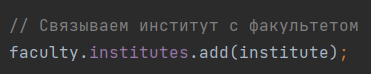 // Связываем институт с факультетом
faculty.institutes.add(institute);